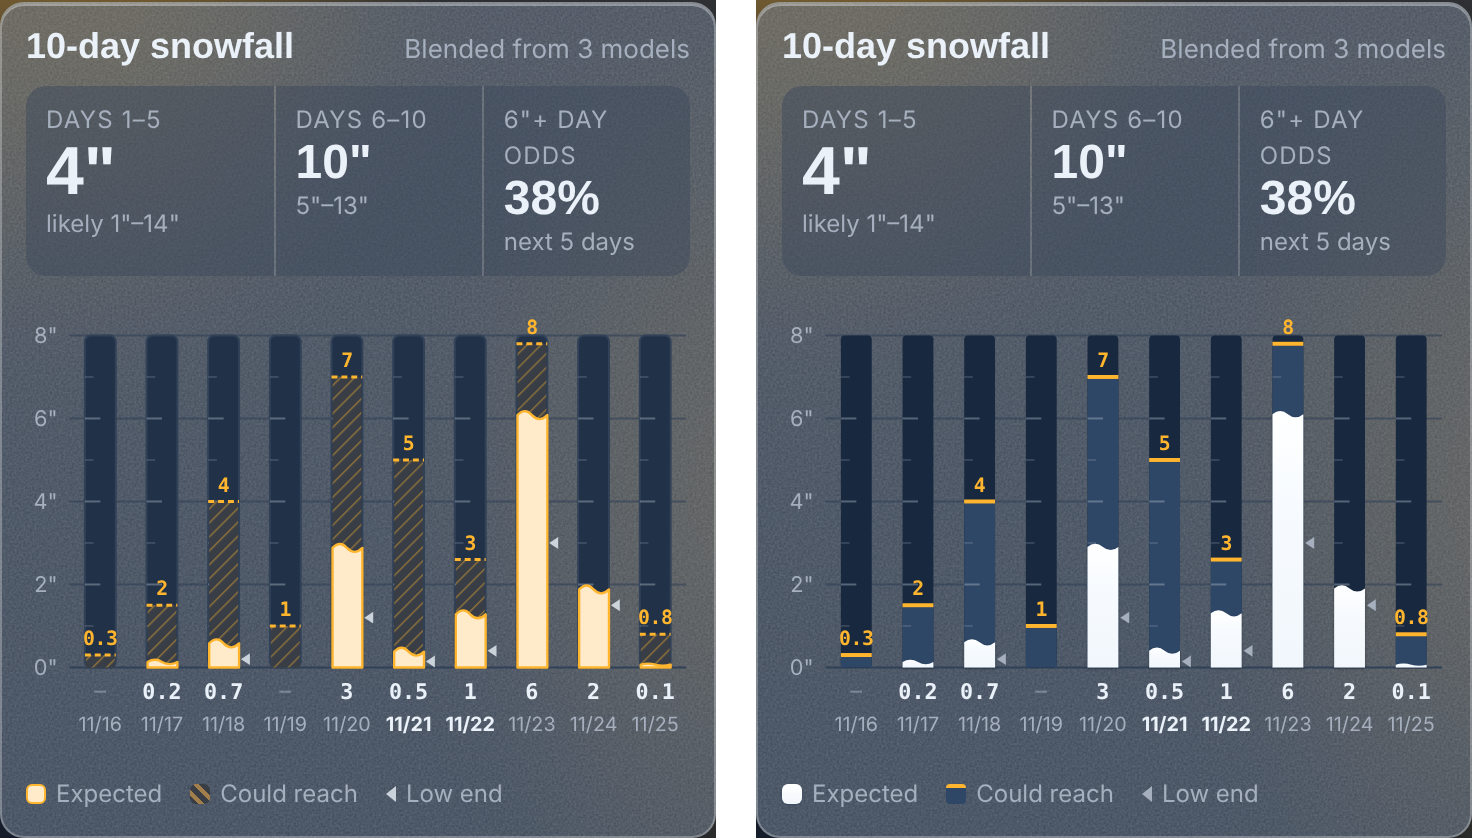 10-day snowfall
Blended from 3 models
DAYS 1–5
4"
likely 1"–14"
DAYS 6–10
10"
5"–13"
6"+ DAY
ODDS
38%
next 5 days
8"
6"
4"
2"
0"
0.3
2
4
1
7
5
3
8
0.8
– 0.2 0.7 – 3 0.5 1 6 2 0.1
11/16 11/17 11/18 11/19 11/20 11/21 11/22 11/23 11/24 11/25
Expected Could reach Low end
10-day snowfall
Blended from 3 models
DAYS 1–5
4"
likely 1"–14"
DAYS 6–10
10"
5"–13"
6"+ DAY
ODDS
38%
next 5 days
8"
6"
4"
2"
0"
0.3
2
4
1
7
5
3
8
0.8
– 0.2 0.7 – 3 0.5 1 6 2 0.1
11/16 11/17 11/18 11/19 11/20 11/21 11/22 11/23 11/24 11/25
Expected Could reach Low end